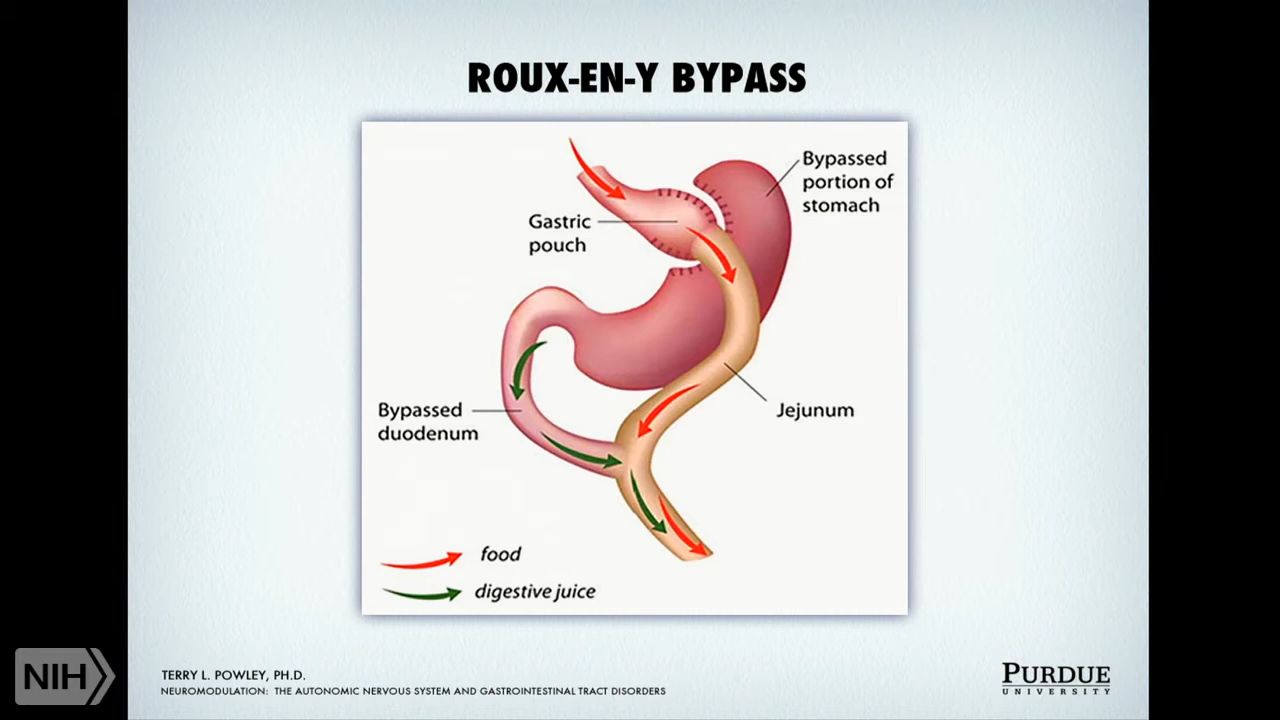 ROUX-EN-Y BYPASS
Bypassed
portion of
stomach
Gastric
pouch
Bypassed
duodenum
Jejunum
food
digestive juice
NIH
TERRY L. POWLEY, PH.D.
NEUROMODULATION: THE AUTONOMIC NERVOUS SYSTEM AND GASTROINTESTINAL TRACT DISORDERS
PURDUE
UNIVERSITY